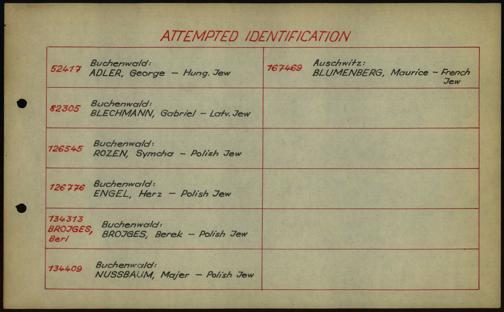 ATTEMPTED IDENTIFICATION
52417 Buchenwald:
ADLER, George - Hung. Jew
167469 Auschwitz:
BLUMENBERG, Maurice - French
Jew
82305 Buchenwald:
BLECHMANN, Gabriel - Latv. Jew
126545 Buchenwald:
ROZEN, Symcha - Polish Jew
126776 Buchenwald:
ENGEL, Herz - Polish Jew
134313
BROJGES,
Berl
Buchenwald:
BROJGES, Berek - Polish Jew
134409 Buchenwald:
NUSSBAUM, Majer - Polish Jew